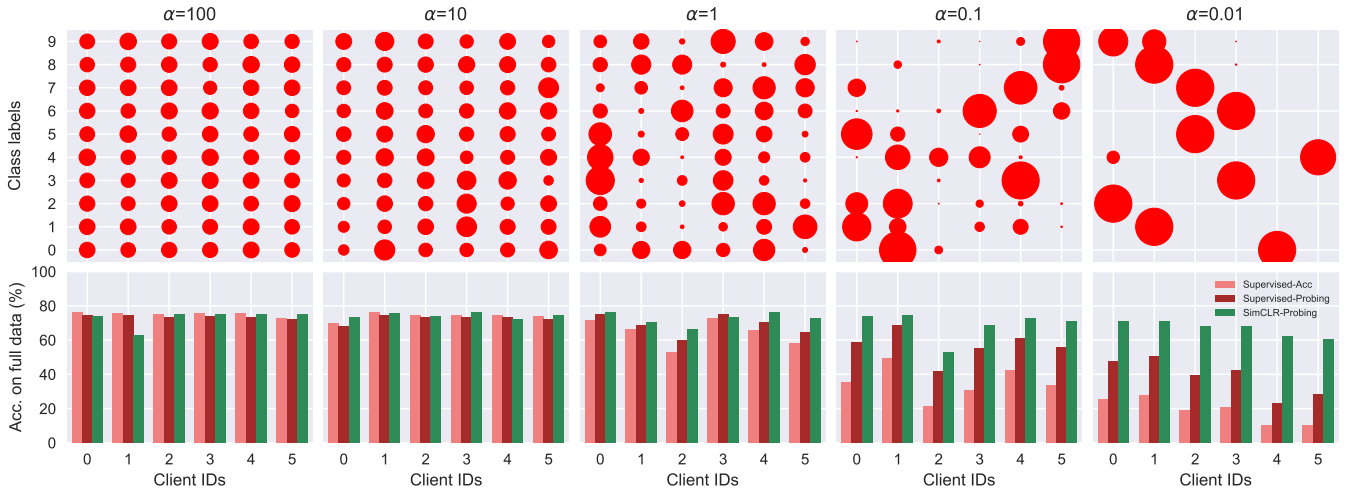 α=100 α=10 α=1 α=0.1 α=0.01
Class labels
9
8
7
6
5
4
3
2
1
0
Acc. on full data (%)
100
80
60
40
20
0
Supervised-Acc
Supervised-Probing
SimCLR-Probing
0 1 2 3 4 5 0 1 2 3 4 5 0 1 2 3 4 5 0 1 2 3 4 5 0 1 2 3 4 5
Client IDs Client IDs Client IDs Client IDs Client IDs